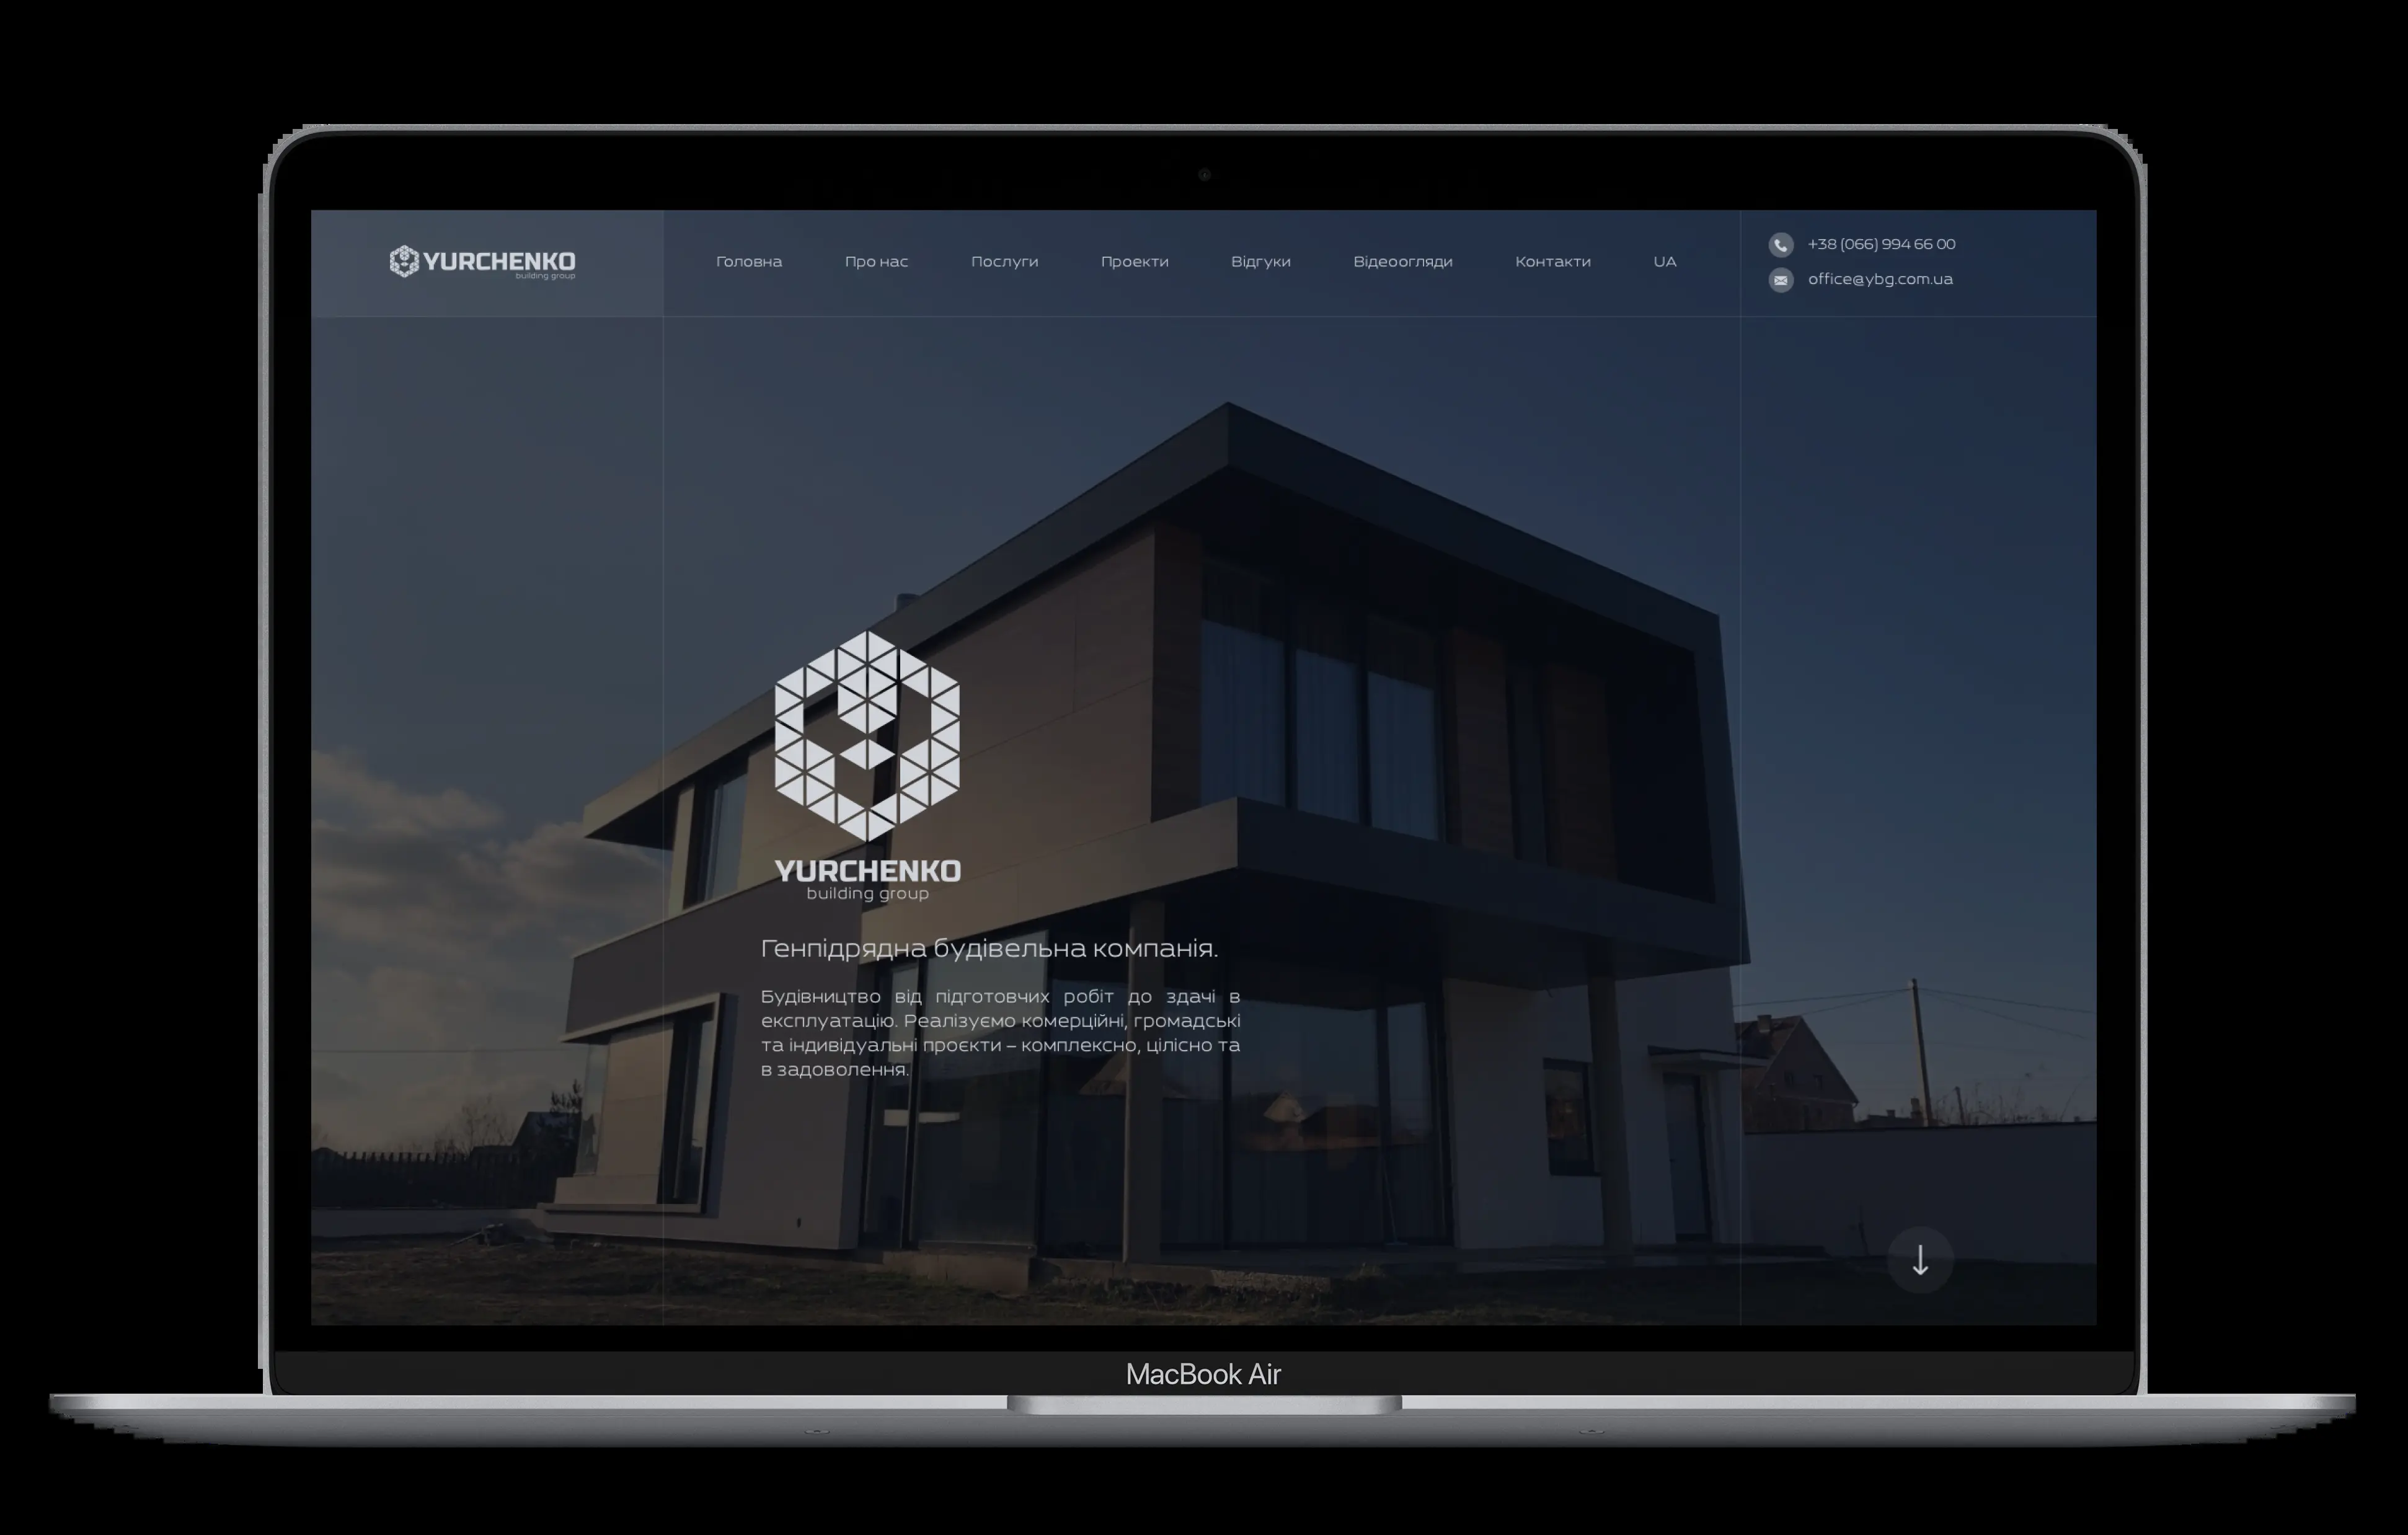 YURCHENKO
building group
Головна Про нас Послуги Проекти Відгуки Відеоогляди Контакти UA
+38 (066) 994 66 00
office@ybg.com.ua
YURCHENKO
building group
Генпідрядна будівельна компанія.
Будівництво від підготовчих робіт до здачі в
експлуатацію. Реалізуємо комерційні, громадські
та індивідуальні проєкти – комплексно, цілісно та
в задоволення.
MacBook Air